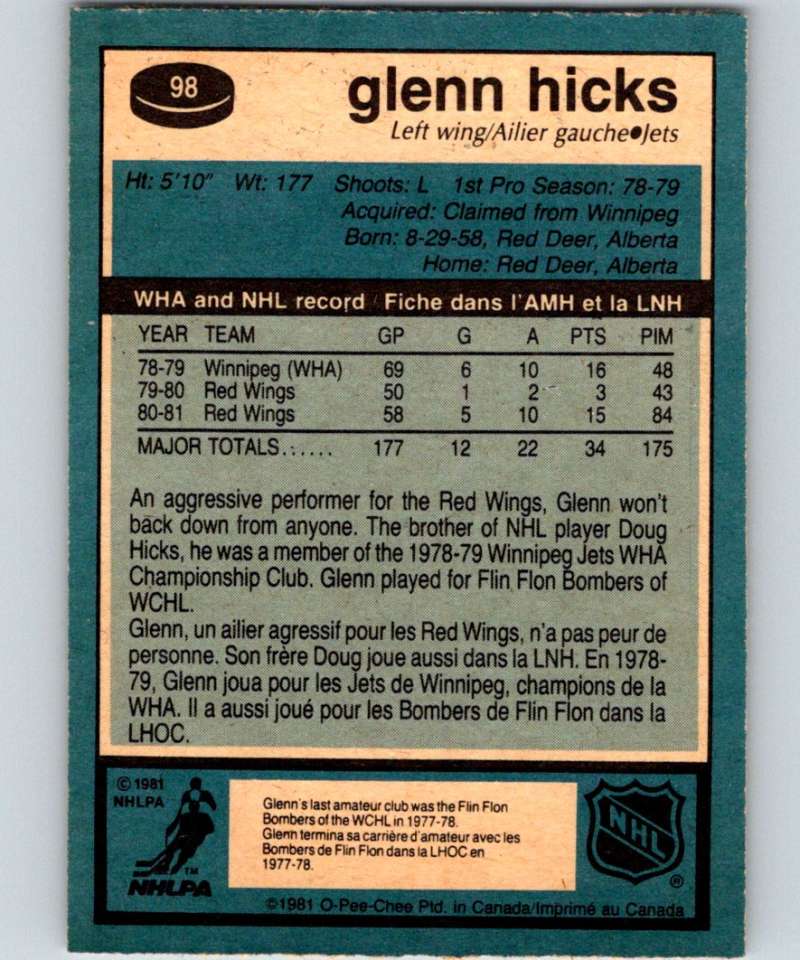 98
glenn hicks
Left wing/Ailier gauche●Jets
Ht: 5'10" Wt: 177 Shoots: L 1st Pro Season: 78-79
Acquired: Claimed from Winnipeg
Born: 8-29-58, Red Deer, Alberta
Home: Red Deer, Alberta
WHA and NHL record / Fiche dans l'AMH et la LNH
YEAR TEAM GP G A PTS PIM
78-79 Winnipeg (WHA) 69 6 10 16 48
79-80 Red Wings 50 1 2 3 43
80-81 Red Wings 58 5 10 15 84
MAJOR TOTALS....... 177 12 22 34 175
An aggressive performer for the Red Wings, Glenn won't
back down from anyone. The brother of NHL player Doug
Hicks, he was a member of the 1978-79 Winnipeg Jets WHA
Championship Club. Glenn played for Flin Flon Bombers of
WCHL.
Glenn, un ailier agressif pour les Red Wings, n'a pas peur de
personne. Son frère Doug joue aussi dans la LNH. En 1978-
79, Glenn joua pour les Jets de Winnipeg, champions de la
WHA. Il a aussi joué pour les Bombers de Flin Flon dans la
LHOC.
© 1981
NHLPA
TM
NHLPA
Glenn's last amateur club was the Flin Flon
Bombers of the WCHL in 1977-78.
Glenn termina sa carrière d'amateur avec les
Bombers de Flin Flon dans la LHOC en
1977-78.
NHL
®
©1981 O-Pee-Chee Ptd. in Canada/Imprimé au Canada